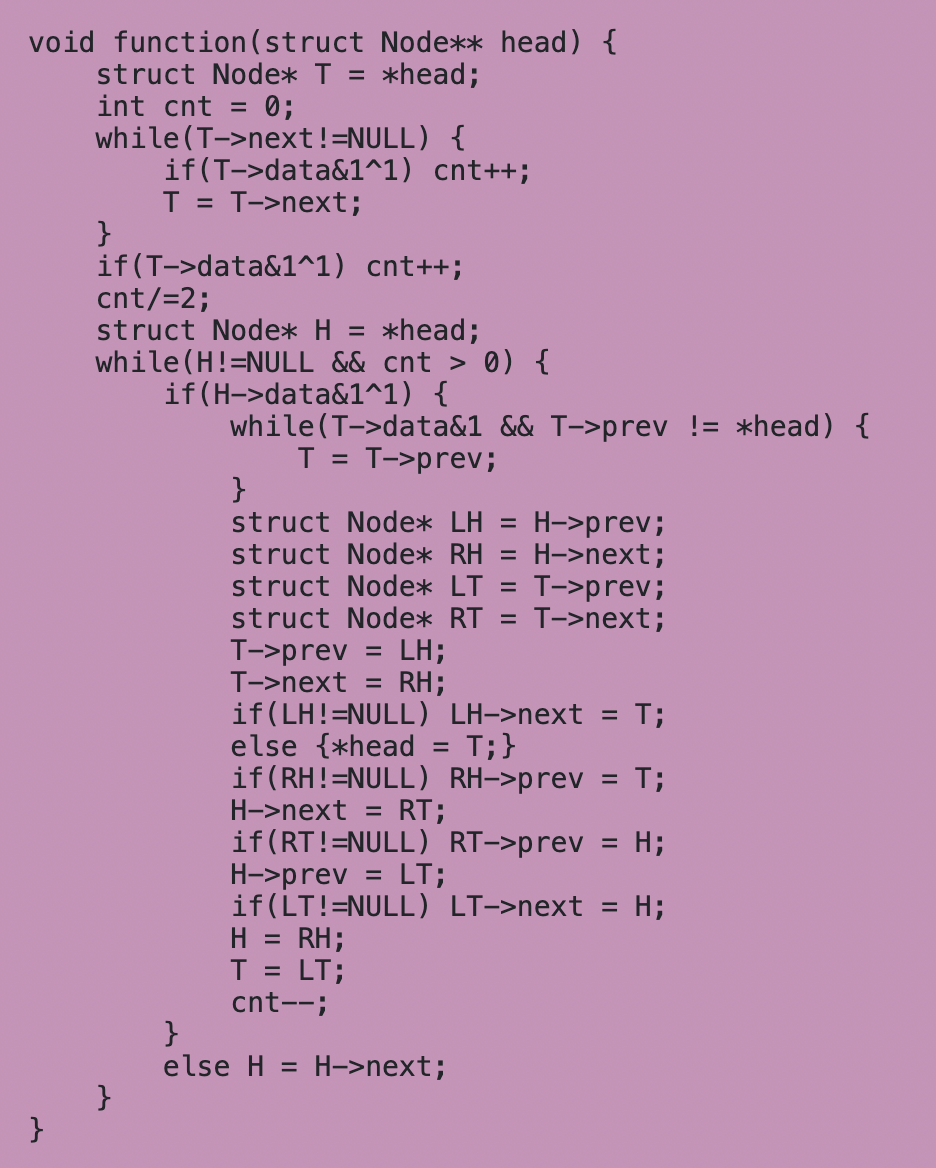 void function(struct Node** head) {
    struct Node* T = *head;
    int cnt = 0;
    while(T->next!=NULL) {
        if(T->data&1^1) cnt++;
        T = T->next;
    }
    if(T->data&1^1) cnt++;
    cnt/=2;
    struct Node* H = *head;
    while(H!=NULL && cnt > 0) {
        if(H->data&1^1) {
            while(T->data&1 && T->prev != *head) {
                T = T->prev;
            }
            struct Node* LH = H->prev;
            struct Node* RH = H->next;
            struct Node* LT = T->prev;
            struct Node* RT = T->next;
            T->prev = LH;
            T->next = RH;
            if(LH!=NULL) LH->next = T;
            else {*head = T;}
            if(RH!=NULL) RH->prev = T;
            H->next = RT;
            if(RT!=NULL) RT->prev = H;
            H->prev = LT;
            if(LT!=NULL) LT->next = H;
            H = RH;
            T = LT;
            cnt--;
        }
        else H = H->next;
    }
}